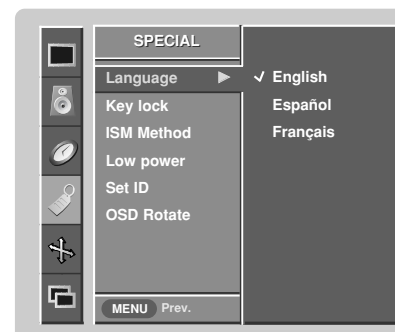 SPECIAL
Language ► ✓ English
Key lock Español
ISM Method Français
Low power
Set ID
OSD Rotate
MENU Prev.